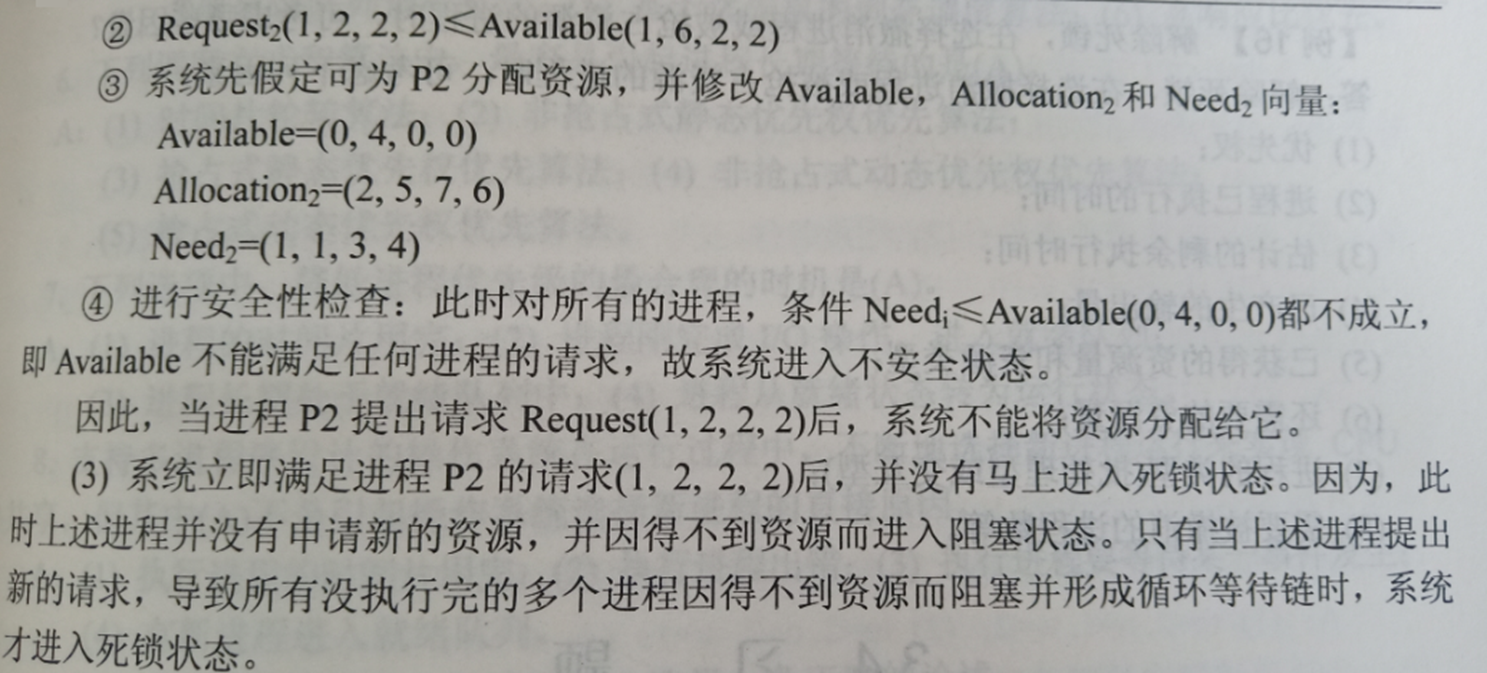 ② Request₂(1, 2, 2, 2)≤Available(1, 6, 2, 2)
③ 系统先假定可为 P2 分配资源，并修改 Available，Allocation₂ 和 Need₂ 向量：
Available=(0, 4, 0, 0)
Allocation₂=(2, 5, 7, 6)
Need₂=(1, 1, 3, 4)
④ 进行安全性检查：此时对所有的进程，条件 Needᵢ≤Available(0, 4, 0, 0)都不成立，
即 Available 不能满足任何进程的请求，故系统进入不安全状态。
因此，当进程 P2 提出请求 Request(1, 2, 2, 2)后，系统不能将资源分配给它。
(3) 系统立即满足进程 P2 的请求(1, 2, 2, 2)后，并没有马上进入死锁状态。因为，此
时上述进程并没有申请新的资源，并因得不到资源而进入阻塞状态。只有当上述进程提出
新的请求，导致所有没执行完的多个进程因得不到资源而阻塞并形成循环等待链时，系统
才进入死锁状态。